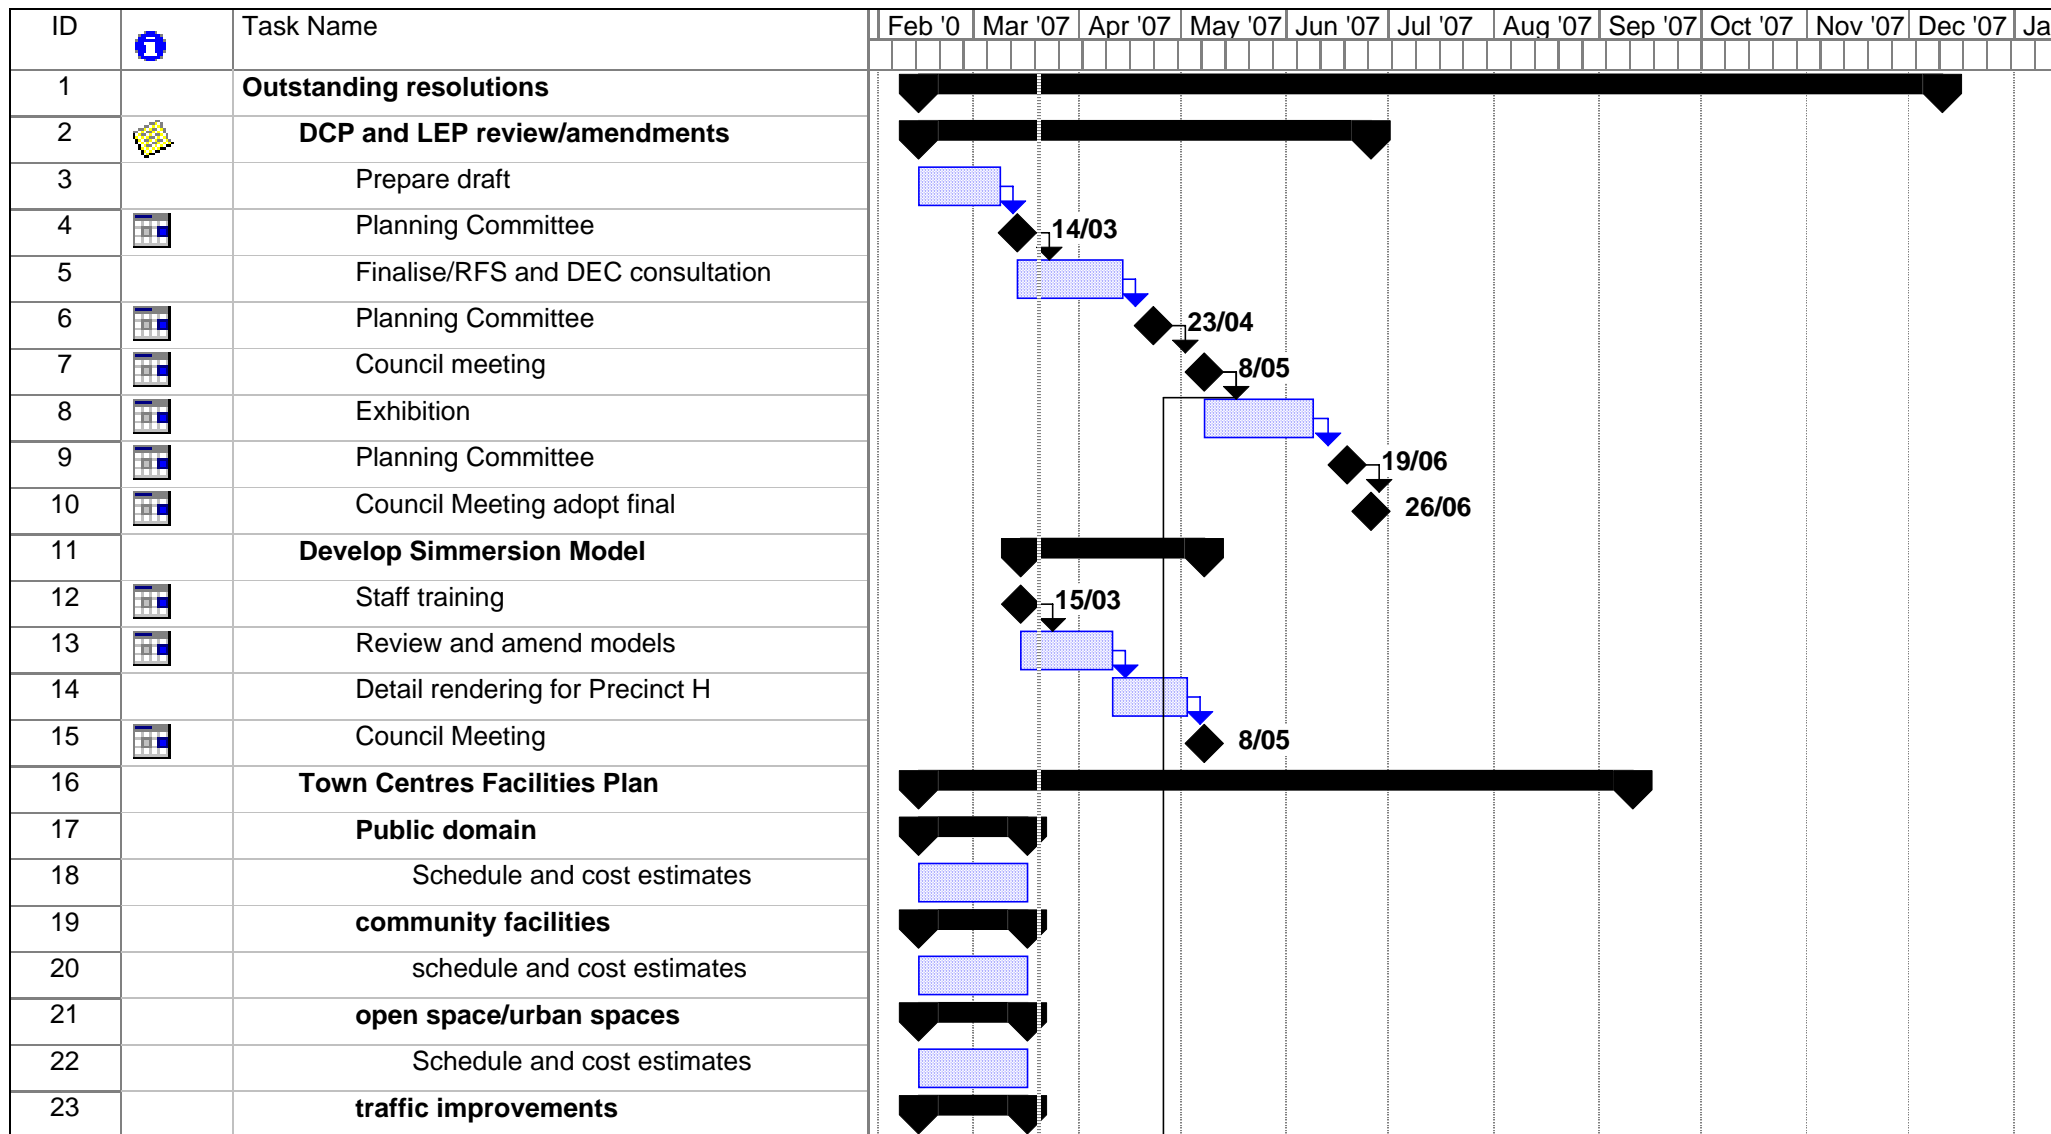 ID Task Name Feb '0 Mar '07 Apr '07 May '07 Jun '07 Jul '07 Aug '07 Sep '07 Oct '07 Nov '07 Dec '07 Ja
1 Outstanding resolutions
2 DCP and LEP review/amendments
3 Prepare draft
4 Planning Committee 14/03
5 Finalise/RFS and DEC consultation
6 Planning Committee 23/04
7 Council meeting 8/05
8 Exhibition
9 Planning Committee 19/06
10 Council Meeting adopt final 26/06
11 Develop Simmersion Model
12 Staff training 15/03
13 Review and amend models
14 Detail rendering for Precinct H
15 Council Meeting 8/05
16 Town Centres Facilities Plan
17 Public domain
18 Schedule and cost estimates
19 community facilities
20 schedule and cost estimates
21 open space/urban spaces
22 Schedule and cost estimates
23 traffic improvements